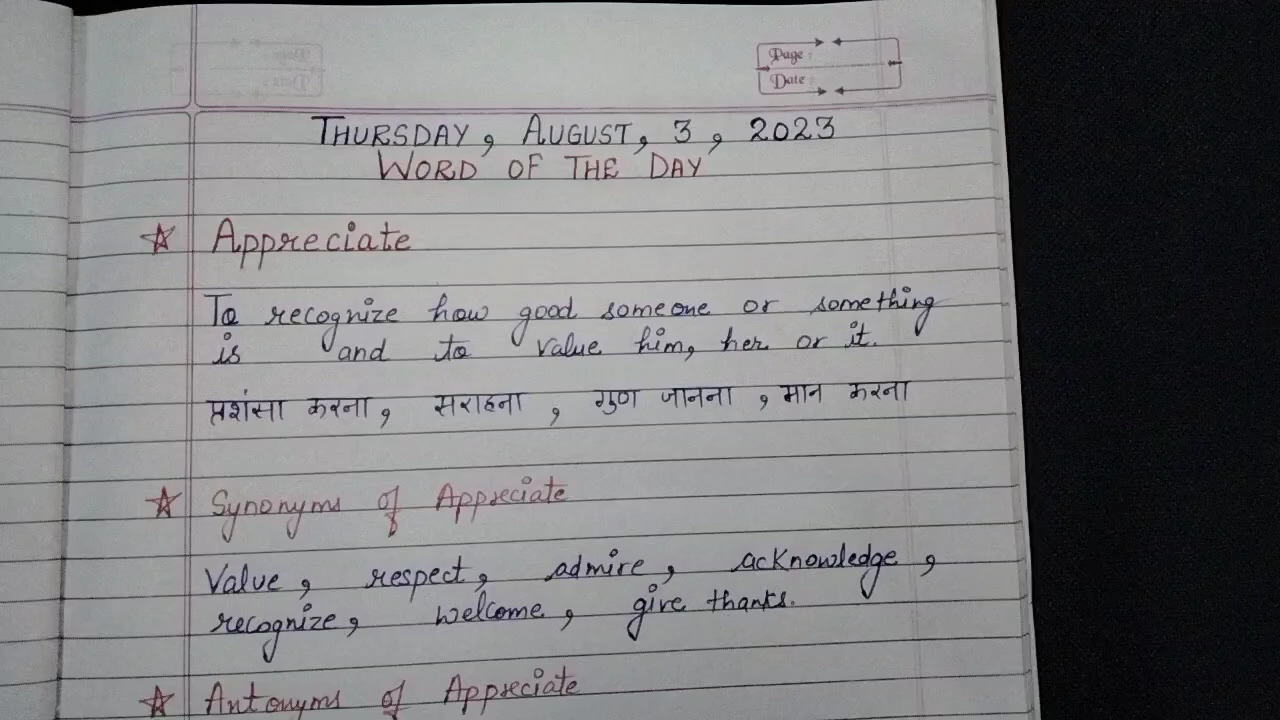 Page :
Date :
THURSDAY, AUGUST, 3, 2023
WORD OF THE DAY
☆ Appreciate
To recognize how good someone or something
is and to value him, her or it.
प्रशंसा करना, सराहना, गुण जानना, मान करना
☆ Synonyms of Appreciate
Value, respect, admire, acknowledge,
recognize, welcome, give thanks.
☆ Antonyms of Appreciate